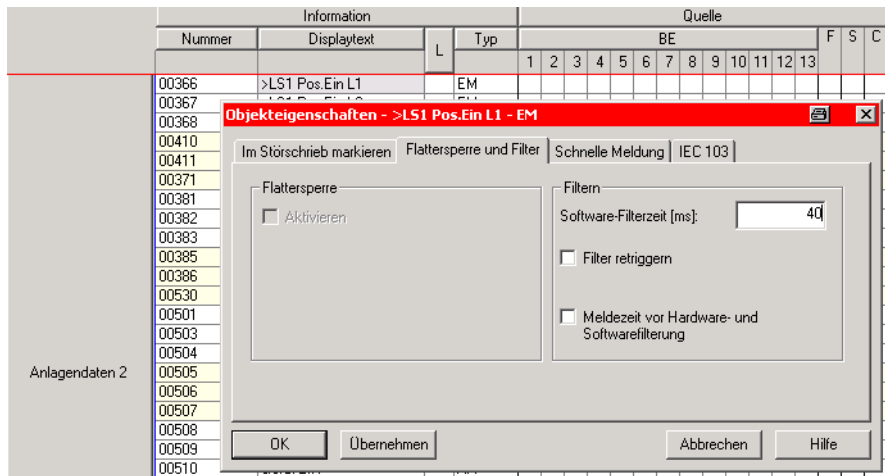 Information Quelle
Nummer Displaytext L Typ BE F S C
1 2 3 4 5 6 7 8 9 10 11 12 13
00366 >LS1 Pos.Ein L1 EM
00367
00368
Objekteigenschaften - >LS1 Pos.Ein L1 - EM
00410
00411
Im Störschrieb markieren Flattersperre und Filter Schnelle Meldung IEC 103
00371
00381
Flattersperre Filtern
00382
Aktivieren Software-Filterzeit [ms]: 40
00383
00385
Filter retriggern
00386
00530
00501
Meldezeit vor Hardware- und
00503
Softwarefilterung
00504
Anlagendaten 2
00505
00506
00507
00508
OK Übernehmen Abbrechen Hilfe
00509
00510